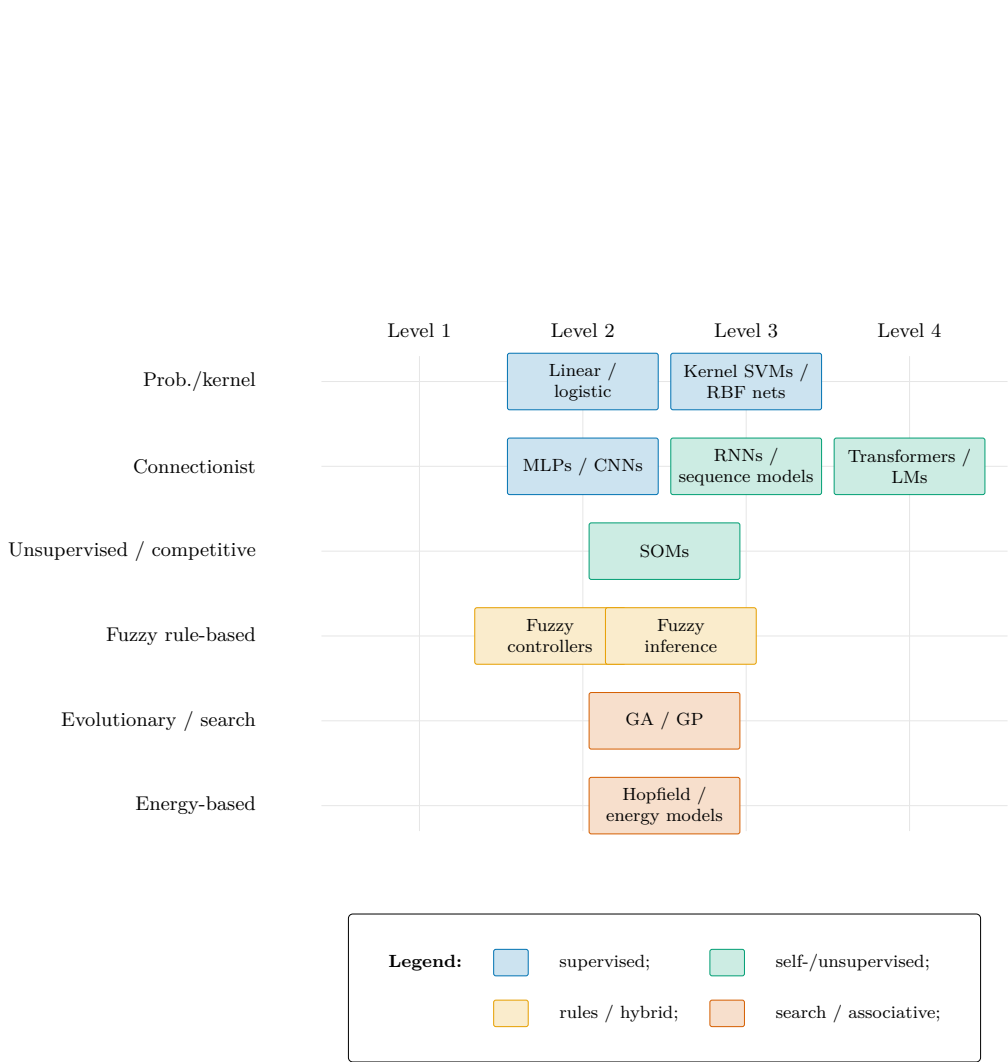 Level 1 Level 2 Level 3 Level 4
Prob./kernel
Linear /
logistic
Kernel SVMs /
RBF nets
Connectionist
MLPs / CNNs
RNNs /
sequence models
Transformers /
LMs
Unsupervised / competitive
SOMs
Fuzzy rule-based
Fuzzy
controllers
Fuzzy
inference
Evolutionary / search
GA / GP
Energy-based
Hopfield /
energy models
Legend: supervised; self-/unsupervised;
rules / hybrid; search / associative;